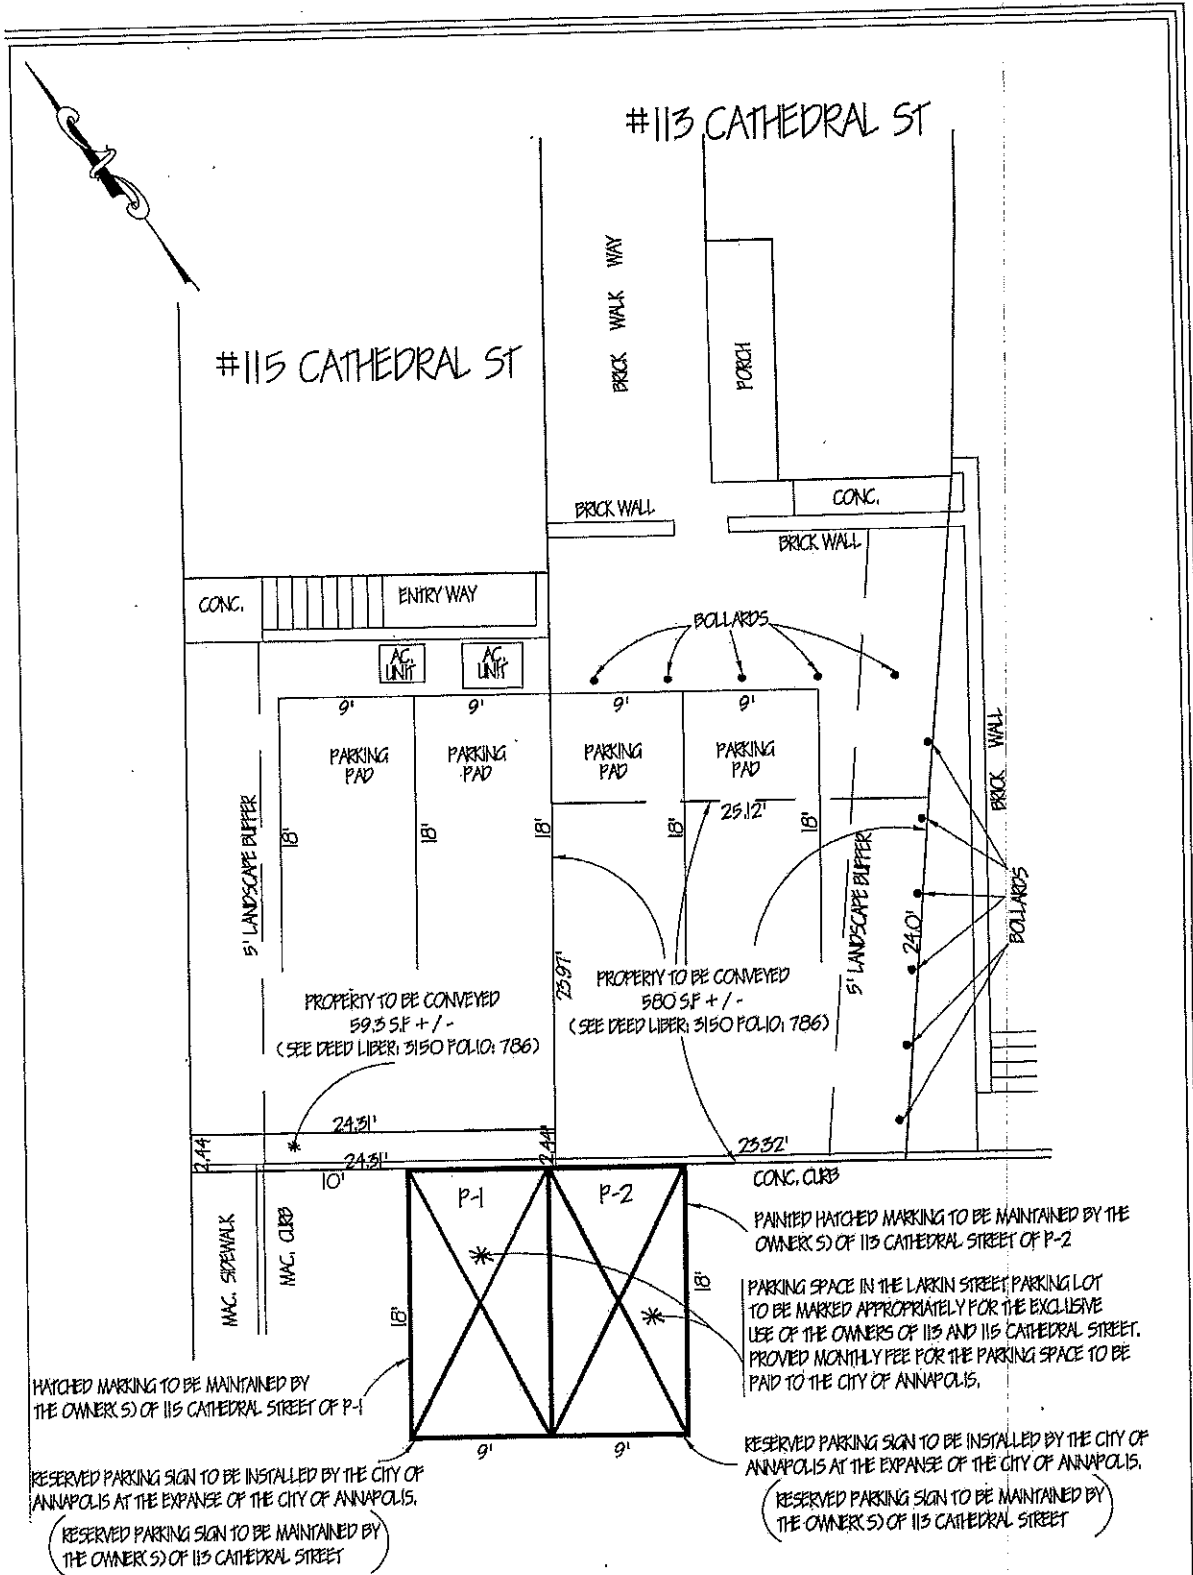 #113 CATHEDRAL ST
#115 CATHEDRAL ST
BRICK WALK WAY
PORCH
BRICK WALL
CONC.
BRICK WALL
CONC.
ENTRY WAY
BOLLARDS
AC.
UNIT
AC.
UNIT
9'
9'
9'
9'
PARKING
PAD
PARKING
PAD
PARKING
PAD
PARKING
PAD
BRICK WALL
25.12'
18'
18'
18'
18'
18'
5' LANDSCAPE BUFFER
5' LANDSCAPE BUFFER
24.0'
BOLLARDS
23.97'
PROPERTY TO BE CONVEYED
59.3 S.F + / -
(SEE DEED LIBER: 3150 FOLIO: 786)
PROPERTY TO BE CONVEYED
580 S.F + / -
(SEE DEED LIBER: 3150 FOLIO: 786)
24.31'
2.44
*
24.31'
2.44'
23.32'
10'
CONC. CURB
P-1
P-2
MAC. SIDEWALK
MAC. CURB
*
*
18'
18'
PAINTED HATCHED MARKING TO BE MAINTAINED BY THE
OWNER(S) OF 113 CATHEDRAL STREET OF P-2
PARKING SPACE IN THE LARKIN STREET PARKING LOT
TO BE MARKED APPROPRIATELY FOR THE EXCLUSIVE
USE OF THE OWNERS OF 113 AND 115 CATHEDRAL STREET.
PROVIED MONTHLY FEE FOR THE PARKING SPACE TO BE
PAID TO THE CITY OF ANNAPOLIS.
HATCHED MARKING TO BE MAINTAINED BY
THE OWNER(S) OF 115 CATHEDRAL STREET OF P-1
9'
9'
RESERVED PARKING SIGN TO BE INSTALLED BY THE CITY OF
ANNAPOLIS AT THE EXPANSE OF THE CITY OF ANNAPOLIS.
(RESERVED PARKING SIGN TO BE MAINTAINED BY
THE OWNER(S) OF 113 CATHEDRAL STREET)
RESERVED PARKING SIGN TO BE INSTALLED BY THE CITY OF
ANNAPOLIS AT THE EXPANSE OF THE CITY OF ANNAPOLIS.
(RESERVED PARKING SIGN TO BE MAINTAINED BY
THE OWNER(S) OF 113 CATHEDRAL STREET)